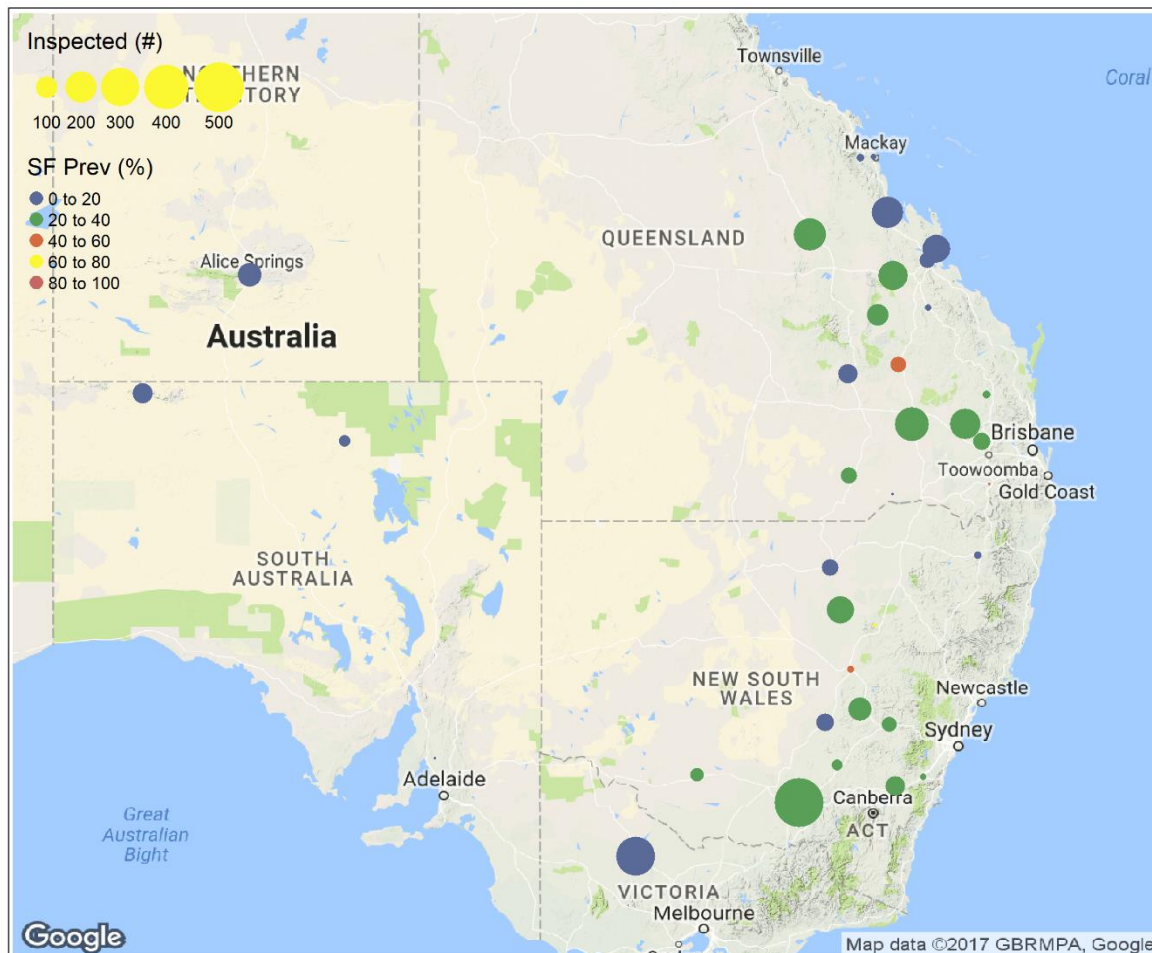 Inspected (#)
NORTHERN
TERRITORY
100 200 300 400 500
SF Prev (%)
0 to 20
20 to 40
40 to 60
60 to 80
80 to 100
Townsville
Coral
Mackay
QUEENSLAND
Alice Springs
Australia
Brisbane
Toowoomba
Gold Coast
SOUTH
AUSTRALIA
NEW SOUTH
WALES
Newcastle
Sydney
Adelaide
Canberra
ACT
Great
Australian
Bight
VICTORIA
Melbourne
Google
Map data ©2017 GBRMPA, Google